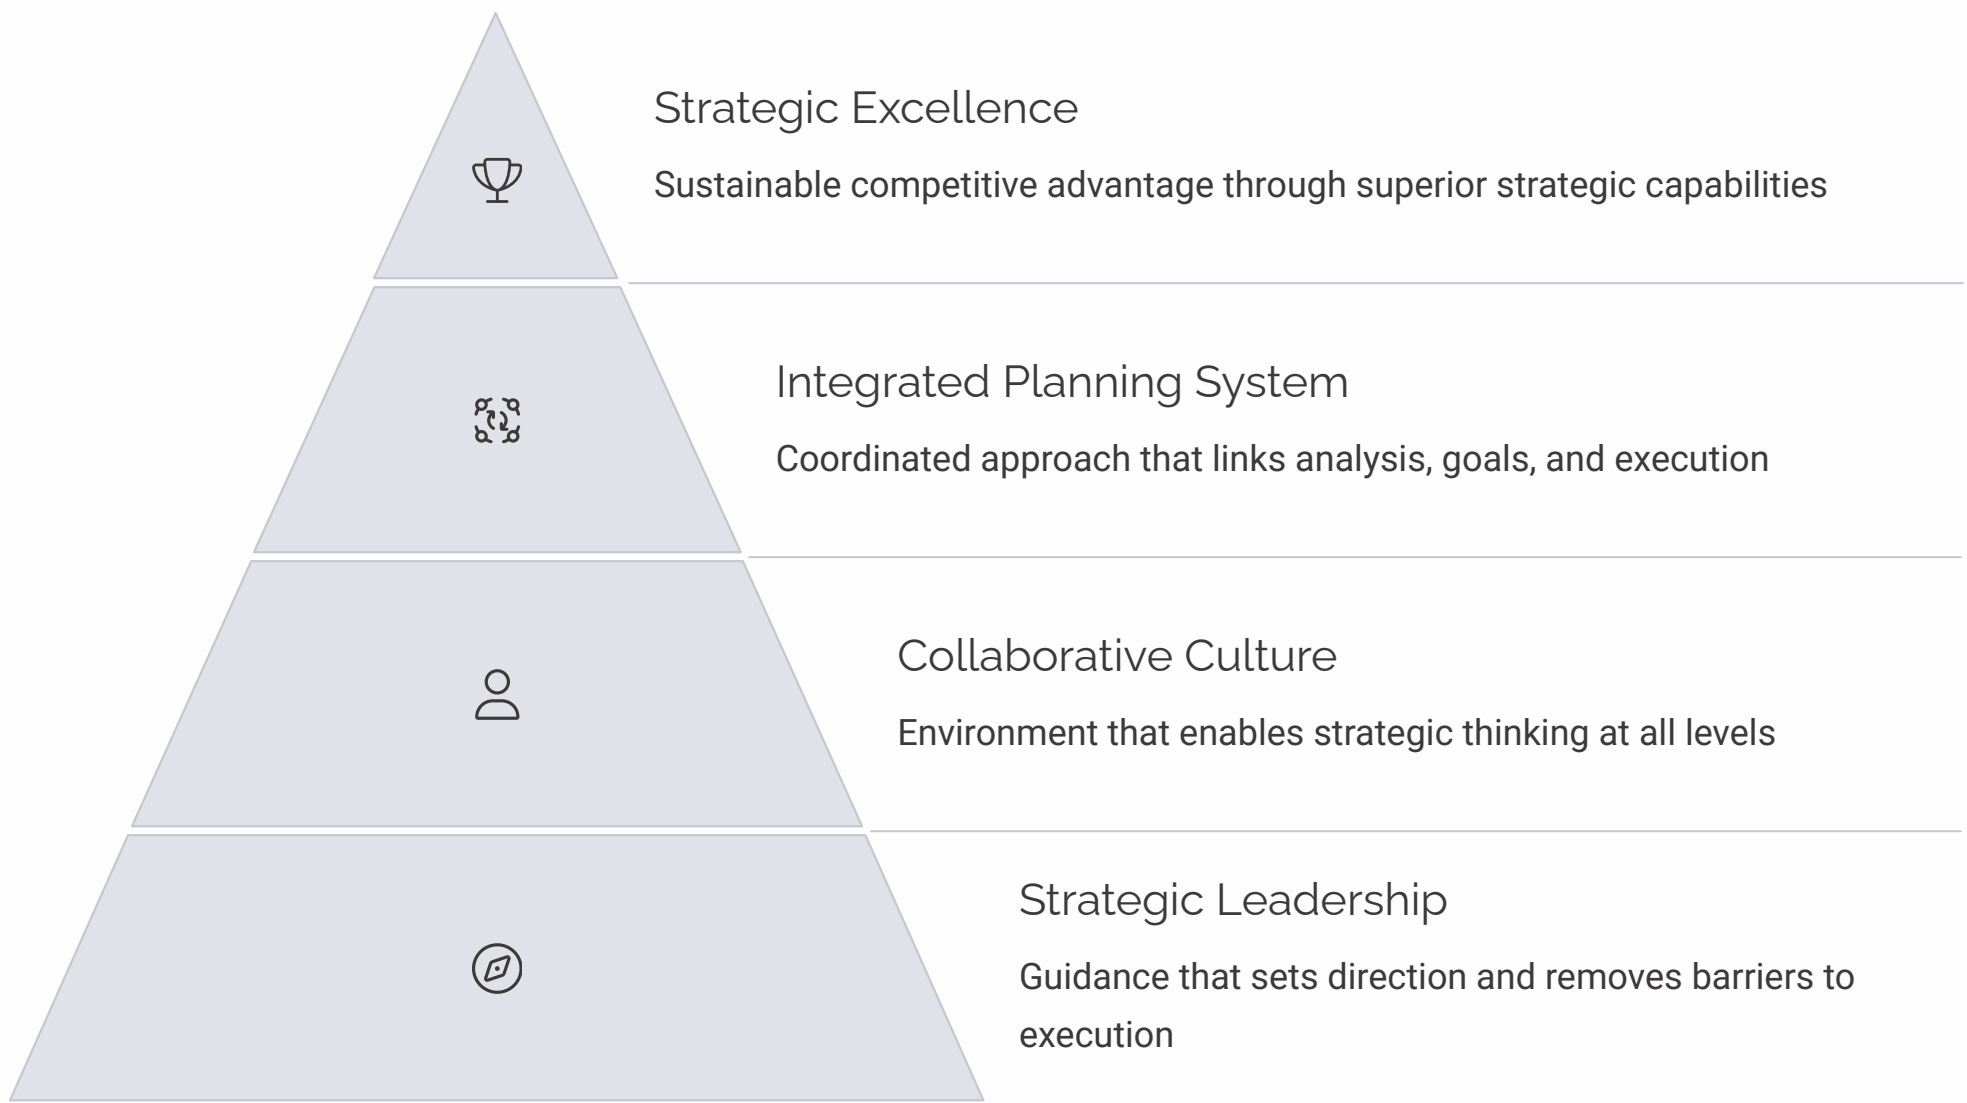 Strategic Excellence
Sustainable competitive advantage through superior strategic capabilities
Integrated Planning System
Coordinated approach that links analysis, goals, and execution
Collaborative Culture
Environment that enables strategic thinking at all levels
Strategic Leadership
Guidance that sets direction and removes barriers to
execution